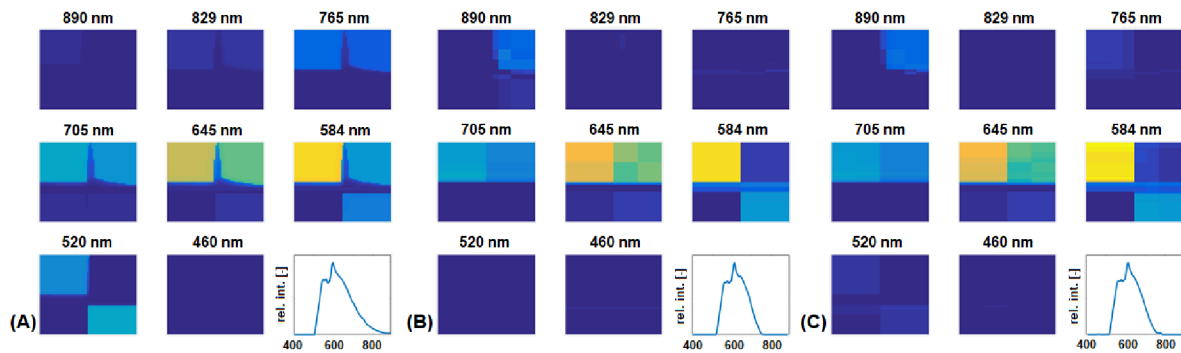 890 nm 829 nm 765 nm
705 nm 645 nm 584 nm
520 nm 460 nm
rel. int. [-]
400 600 800
(A)
890 nm 829 nm 765 nm
705 nm 645 nm 584 nm
520 nm 460 nm
rel. int. [-]
400 600 800
(B)
890 nm 829 nm 765 nm
705 nm 645 nm 584 nm
520 nm 460 nm
rel. int. [-]
400 600 800
(C)